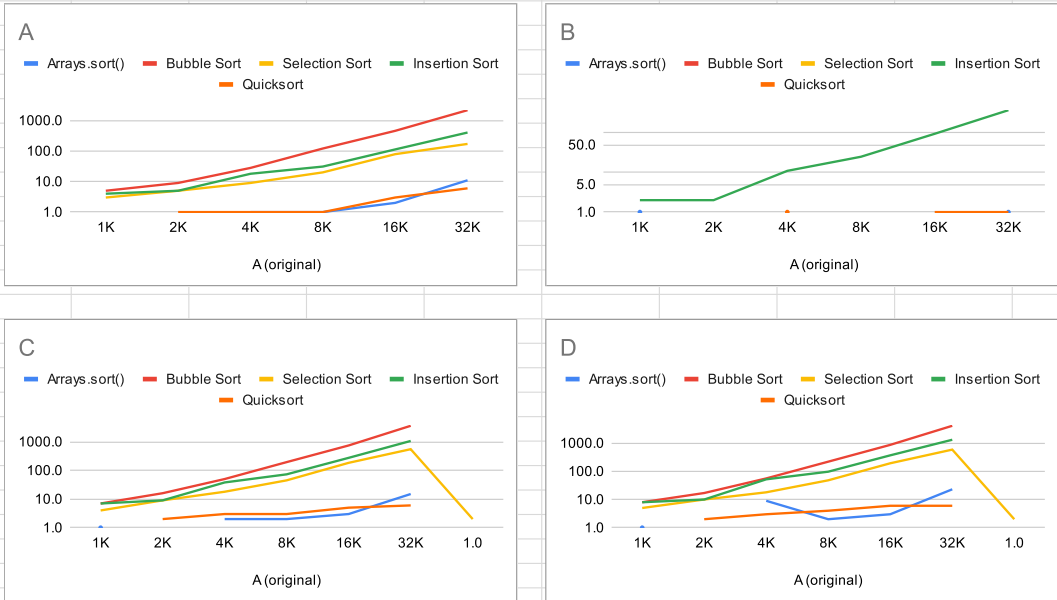 A
Arrays.sort() Bubble Sort Selection Sort Insertion Sort
Quicksort
1000.0
100.0
10.0
1.0
1K 2K 4K 8K 16K 32K
A (original)
B
Arrays.sort() Bubble Sort Selection Sort Insertion Sort
Quicksort
50.0
5.0
1.0
1K 2K 4K 8K 16K 32K
A (original)
C
Arrays.sort() Bubble Sort Selection Sort Insertion Sort
Quicksort
1000.0
100.0
10.0
1.0
1K 2K 4K 8K 16K 32K 1.0
A (original)
D
Arrays.sort() Bubble Sort Selection Sort Insertion Sort
Quicksort
1000.0
100.0
10.0
1.0
1K 2K 4K 8K 16K 32K 1.0
A (original)